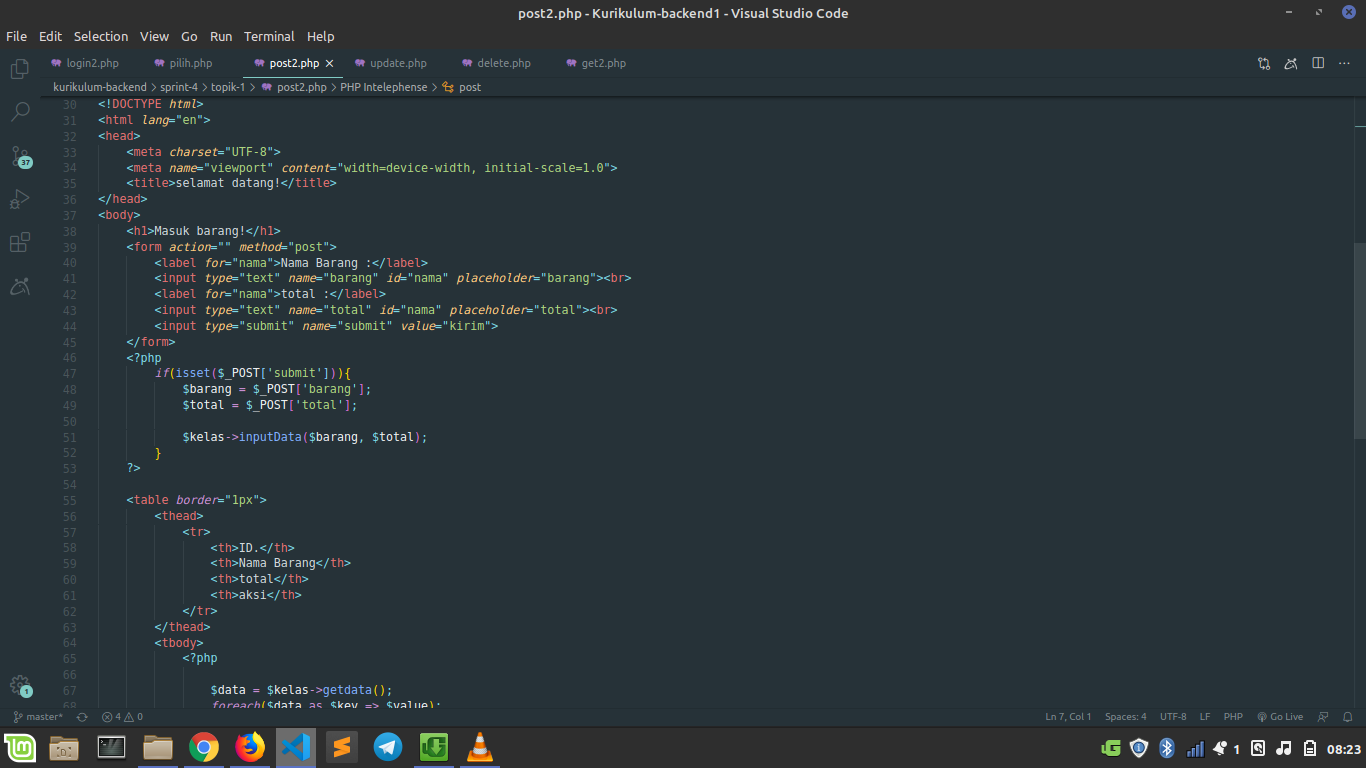 post2.php - Kurikulum-backend1 - Visual Studio Code
File Edit Selection View Go Run Terminal Help
login2.php pilih.php post2.php update.php delete.php get2.php
kurikulum-backend > sprint-4 > topik-1 > post2.php > PHP Intelephense > post
30 <!DOCTYPE html>
31 <html lang="en">
32 <head>
33 <meta charset="UTF-8">
34 <meta name="viewport" content="width=device-width, initial-scale=1.0">
35 <title>selamat datang!</title>
36 </head>
37 <body>
38 <h1>Masuk barang!</h1>
39 <form action="" method="post">
40 <label for="nama">Nama Barang :</label>
41 <input type="text" name="barang" id="nama" placeholder="barang"><br>
42 <label for="nama">total :</label>
43 <input type="text" name="total" id="nama" placeholder="total"><br>
44 <input type="submit" name="submit" value="kirim">
45 </form>
46 <?php
47 if(isset($_POST['submit'])){
48 $barang = $_POST['barang'];
49 $total = $_POST['total'];
50
51 $kelas->inputData($barang, $total);
52 }
53 ?>
54
55 <table border="1px">
56 <thead>
57 <tr>
58 <th>ID.</th>
59 <th>Nama Barang</th>
60 <th>total</th>
61 <th>aksi</th>
62 </tr>
63 </thead>
64 <tbody>
65 <?php
66
67 $data = $kelas->getdata();
68 foreach($data as $key => $value):
37
1
master* 4 0 Ln 7, Col 1 Spaces: 4 UTF-8 LF PHP Go Live
1 08:23